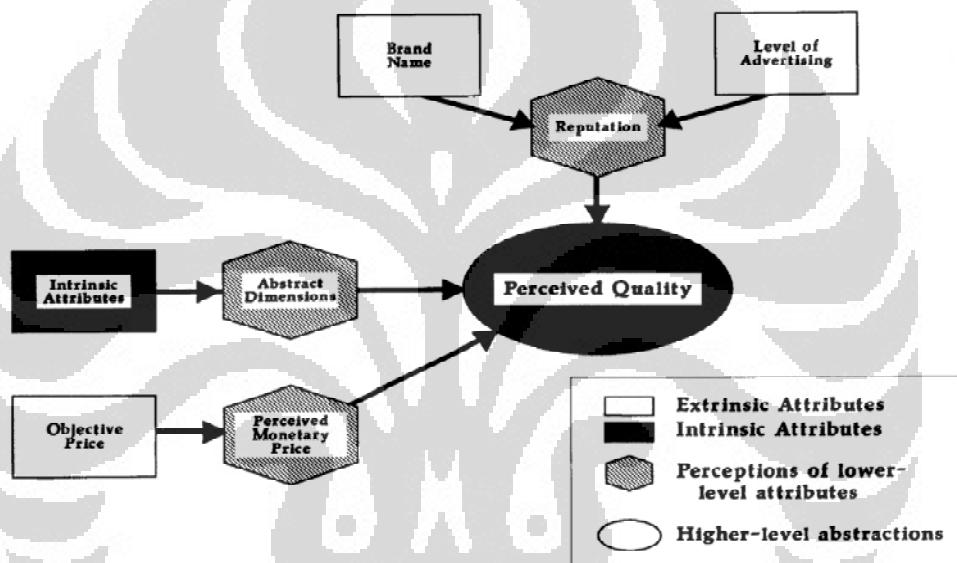 Brand
Name
Level of
Advertising
Reputation
Intrinsic
Attributes
Abstract
Dimensions
Perceived Quality
Objective
Price
Perceived
Monetary
Price
Extrinsic Attributes
Intrinsic Attributes
Perceptions of lower-
level attributes
Higher-level abstractions